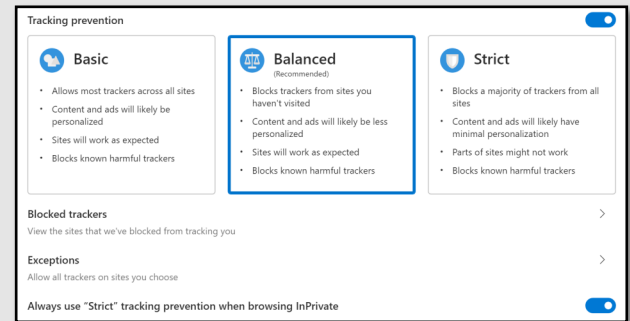 Tracking prevention
Basic
Allows most trackers across all sites
Content and ads will likely be
personalized
Sites will work as expected
Blocks known harmful trackers
Balanced
(Recommended)
Blocks trackers from sites you
haven't visited
Content and ads will likely be less
personalized
Sites will work as expected
Blocks known harmful trackers
Strict
Blocks a majority of trackers from all
sites
Content and ads will likely have
minimal personalization
Parts of sites might not work
Blocks known harmful trackers
Blocked trackers
View the sites that we've blocked from tracking you
Exceptions
Allow all trackers on sites you choose
Always use "Strict" tracking prevention when browsing InPrivate